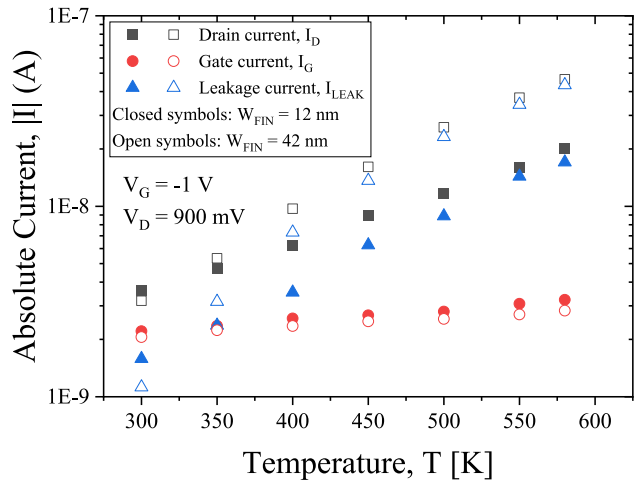 1E-7
1E-8
1E-9
Absolute Current, |I| (A)
Drain current, I_D
Gate current, I_G
Leakage current, I_LEAK
Closed symbols: W_FIN = 12 nm
Open symbols: W_FIN = 42 nm
V_G = -1 V
V_D = 900 mV
300 350 400 450 500 550 600
Temperature, T [K]